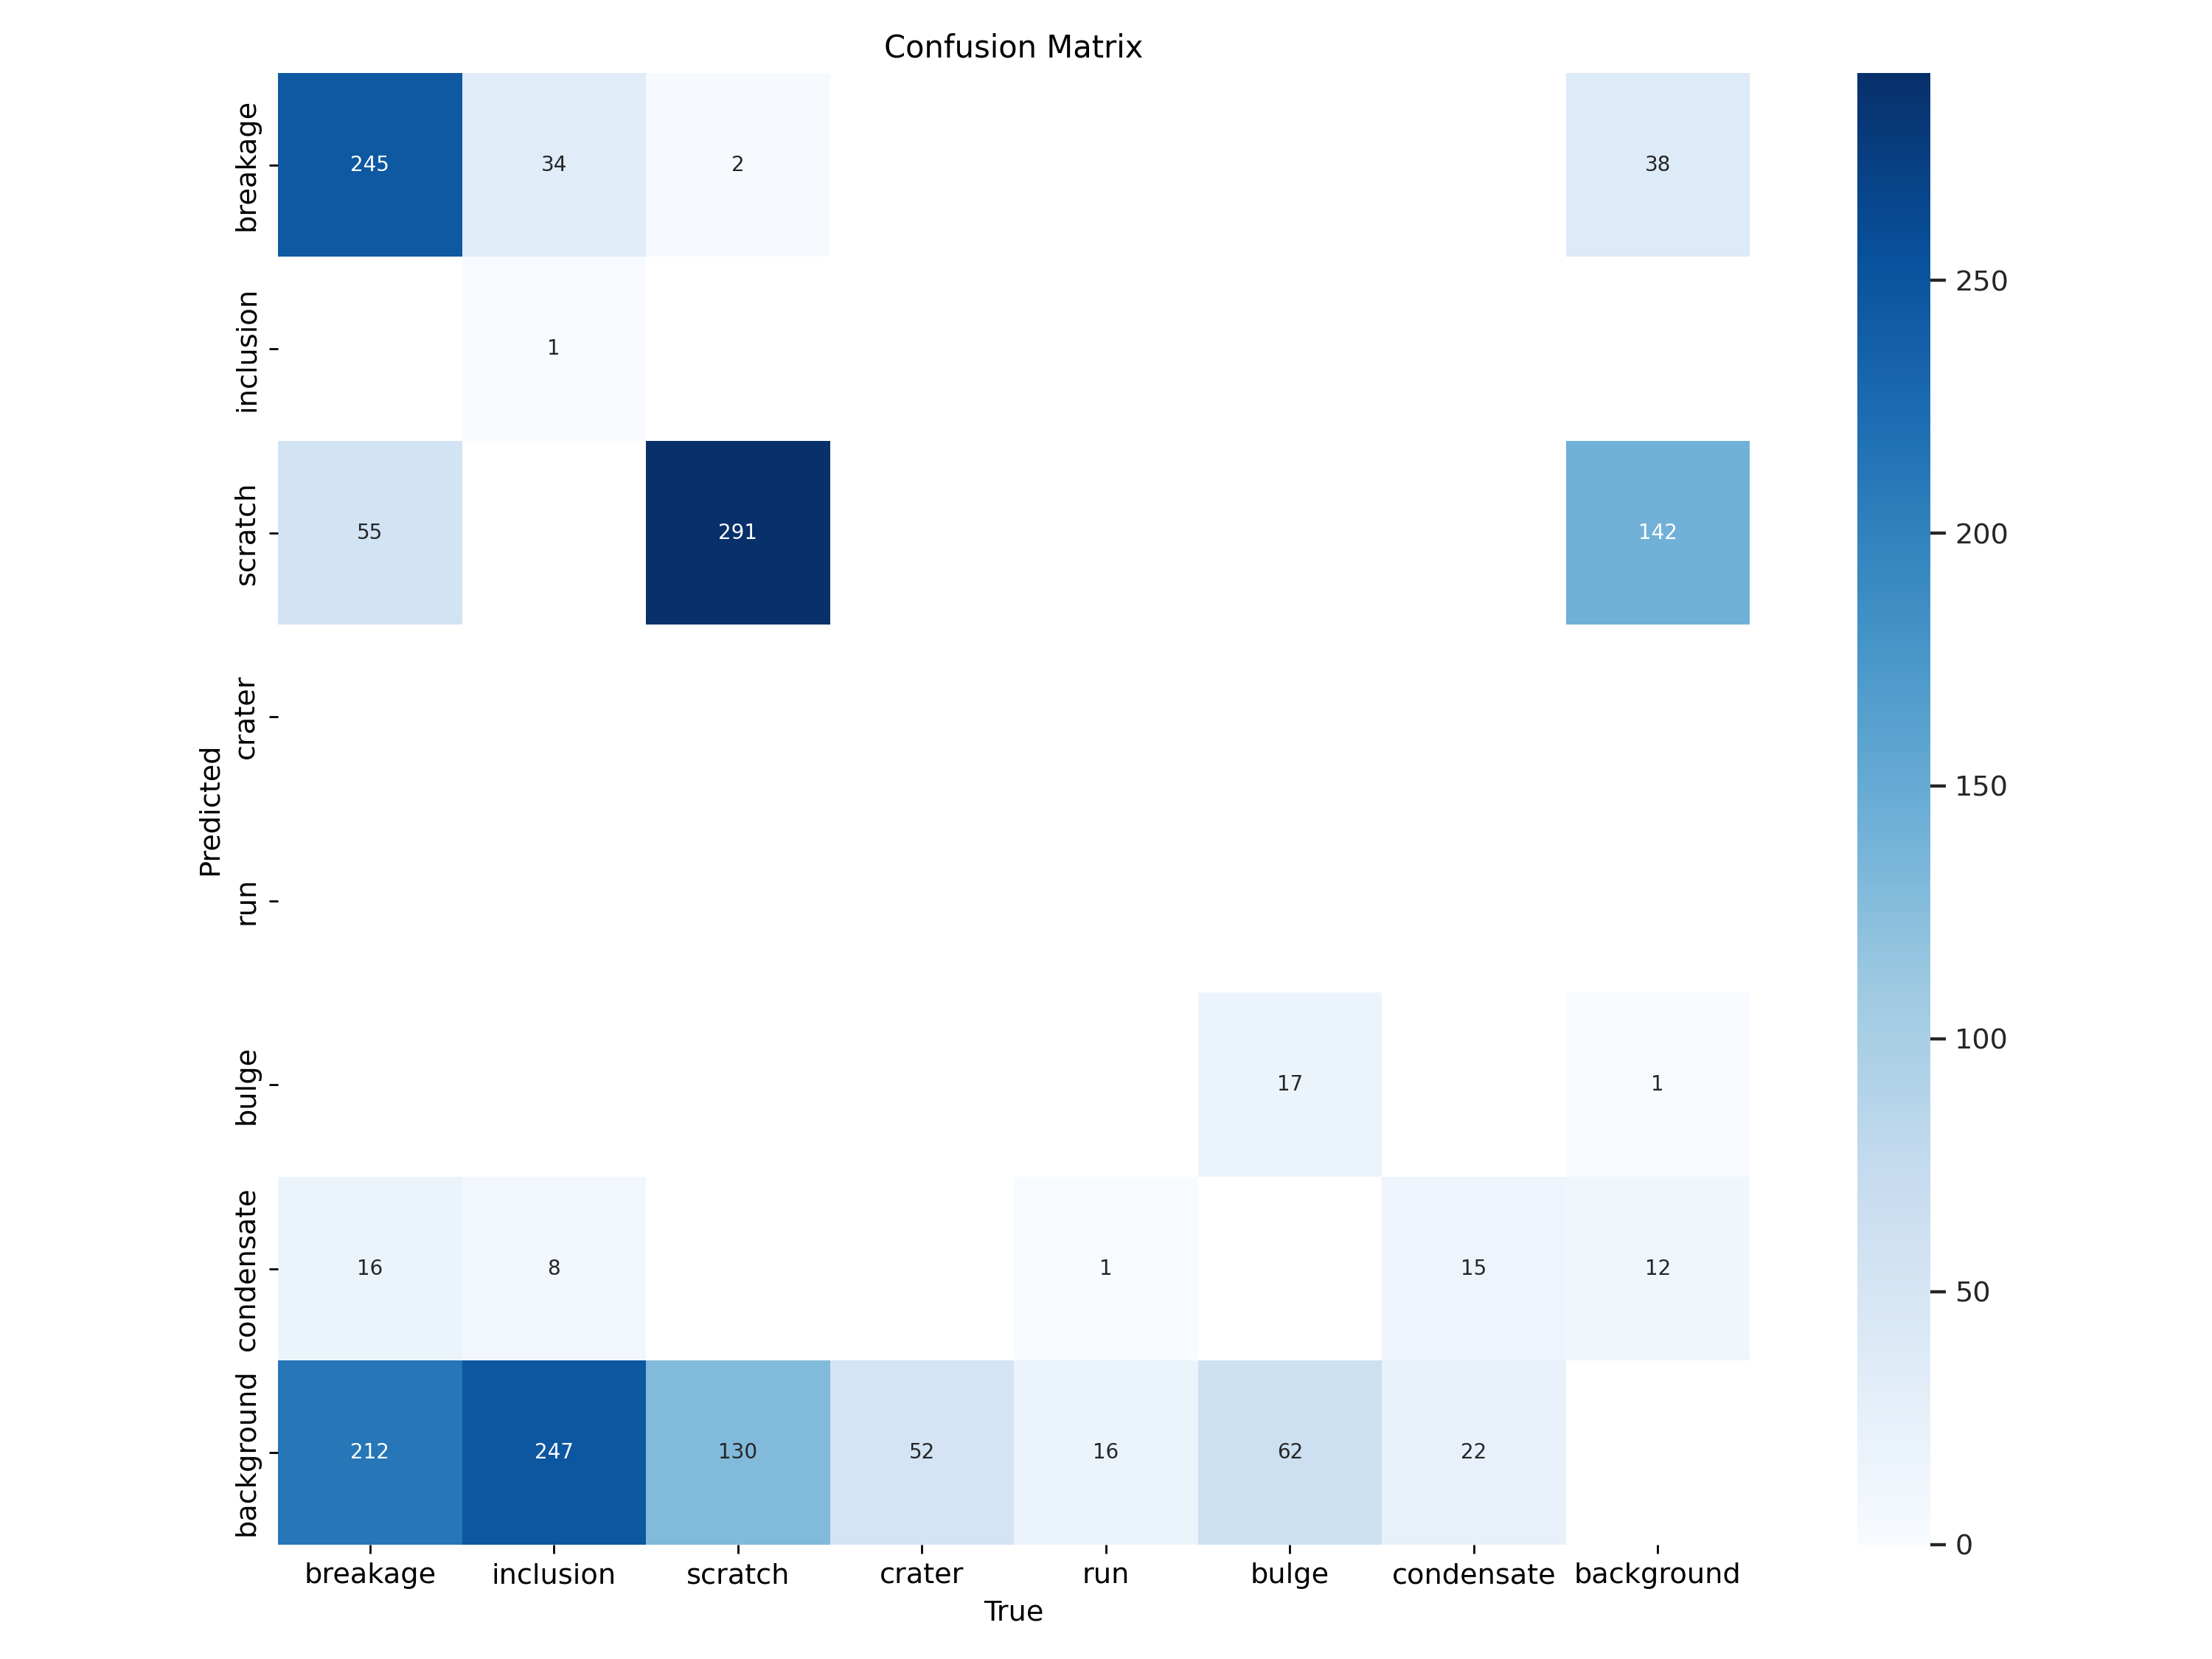 Confusion Matrix
breakage
245 34 2 38
inclusion
1
scratch
55 291 142
crater
run
bulge
17 1
condensate
16 8 1 15 12
background
212 247 130 52 16 62 22
Predicted
breakage inclusion scratch crater run bulge condensate background
True
250
200
150
100
50
0